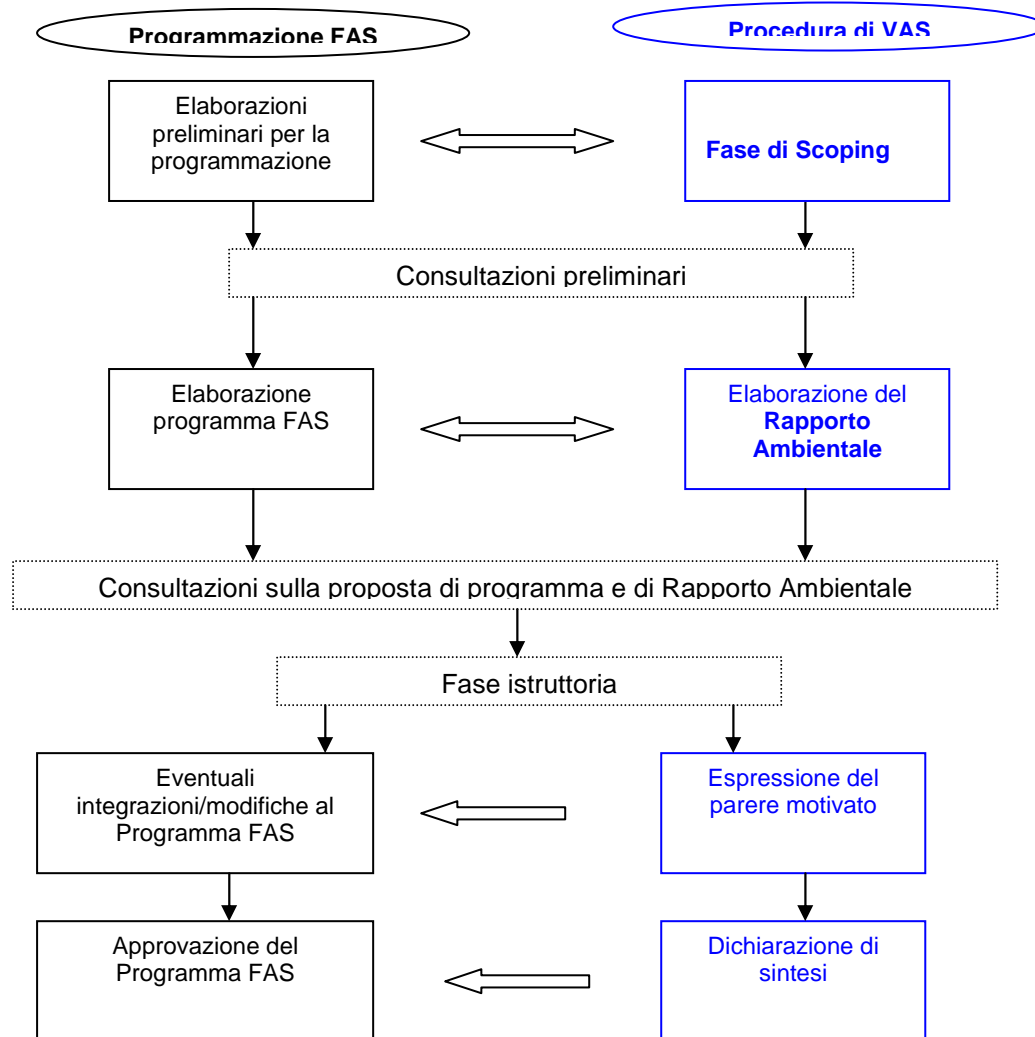 Programmazione FAS
Procedura di VAS
Elaborazioni
preliminari per la
programmazione
Fase di Scoping
Consultazioni preliminari
Elaborazione
programma FAS
Elaborazione del
Rapporto
Ambientale
Consultazioni sulla proposta di programma e di Rapporto Ambientale
Fase istruttoria
Eventuali
integrazioni/modifiche al
Programma FAS
Espressione del
parere motivato
Approvazione del
Programma FAS
Dichiarazione di
sintesi